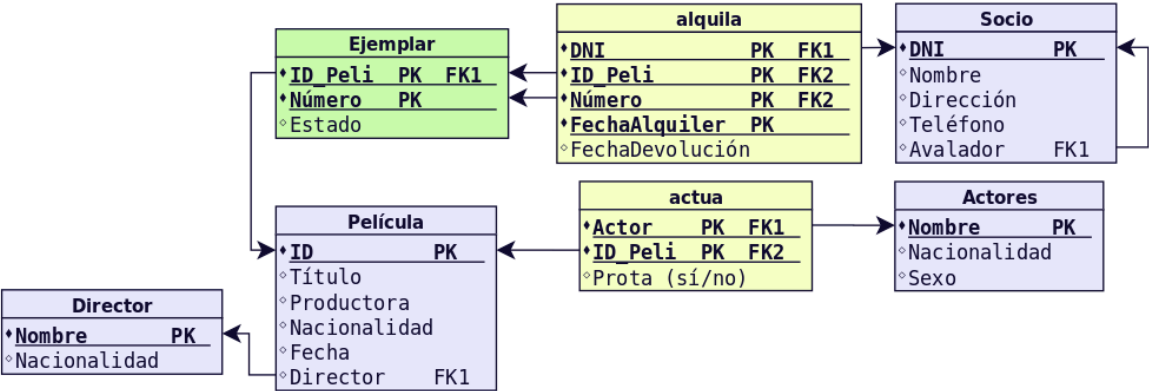 alquila
DNI PK FK1
ID_Peli PK FK2
Número PK FK2
FechaAlquiler PK
FechaDevolución
Socio
DNI PK
Nombre
Dirección
Teléfono
Avalador FK1
Ejemplar
ID_Peli PK FK1
Número PK
Estado
actua
Actor PK FK1
ID_Peli PK FK2
Prota (sí/no)
Actores
Nombre PK
Nacionalidad
Sexo
Película
ID PK
Título
Productora
Nacionalidad
Fecha
Director FK1
Director
Nombre PK
Nacionalidad